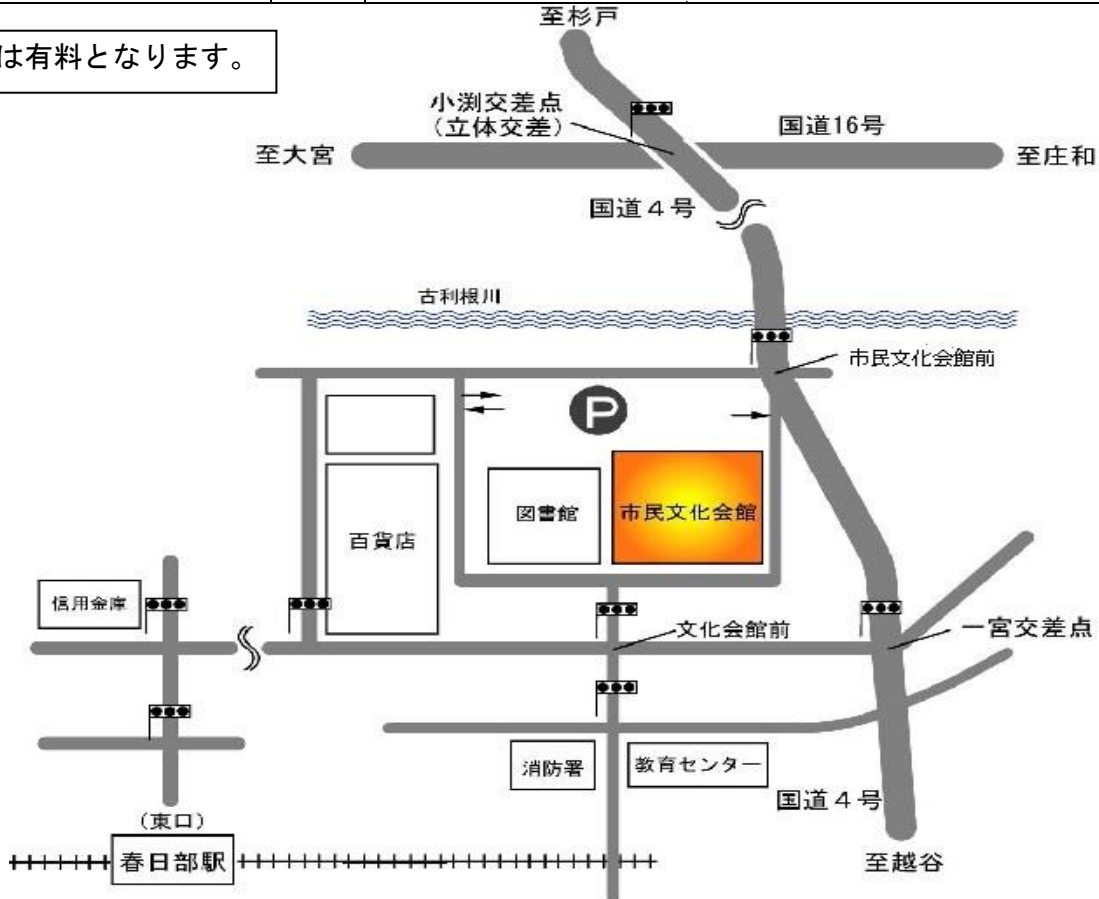 は有料となります。
至杉戸
小渕交差点
(立体交差)
国道16号
至大宮
至庄和
国道４号
古利根川
市民文化会館前
P
図書館
市民文化会館
百貨店
信用金庫
文化会館前
一宮交差点
消防署
教育センター
国道４号
(東口)
春日部駅
至越谷